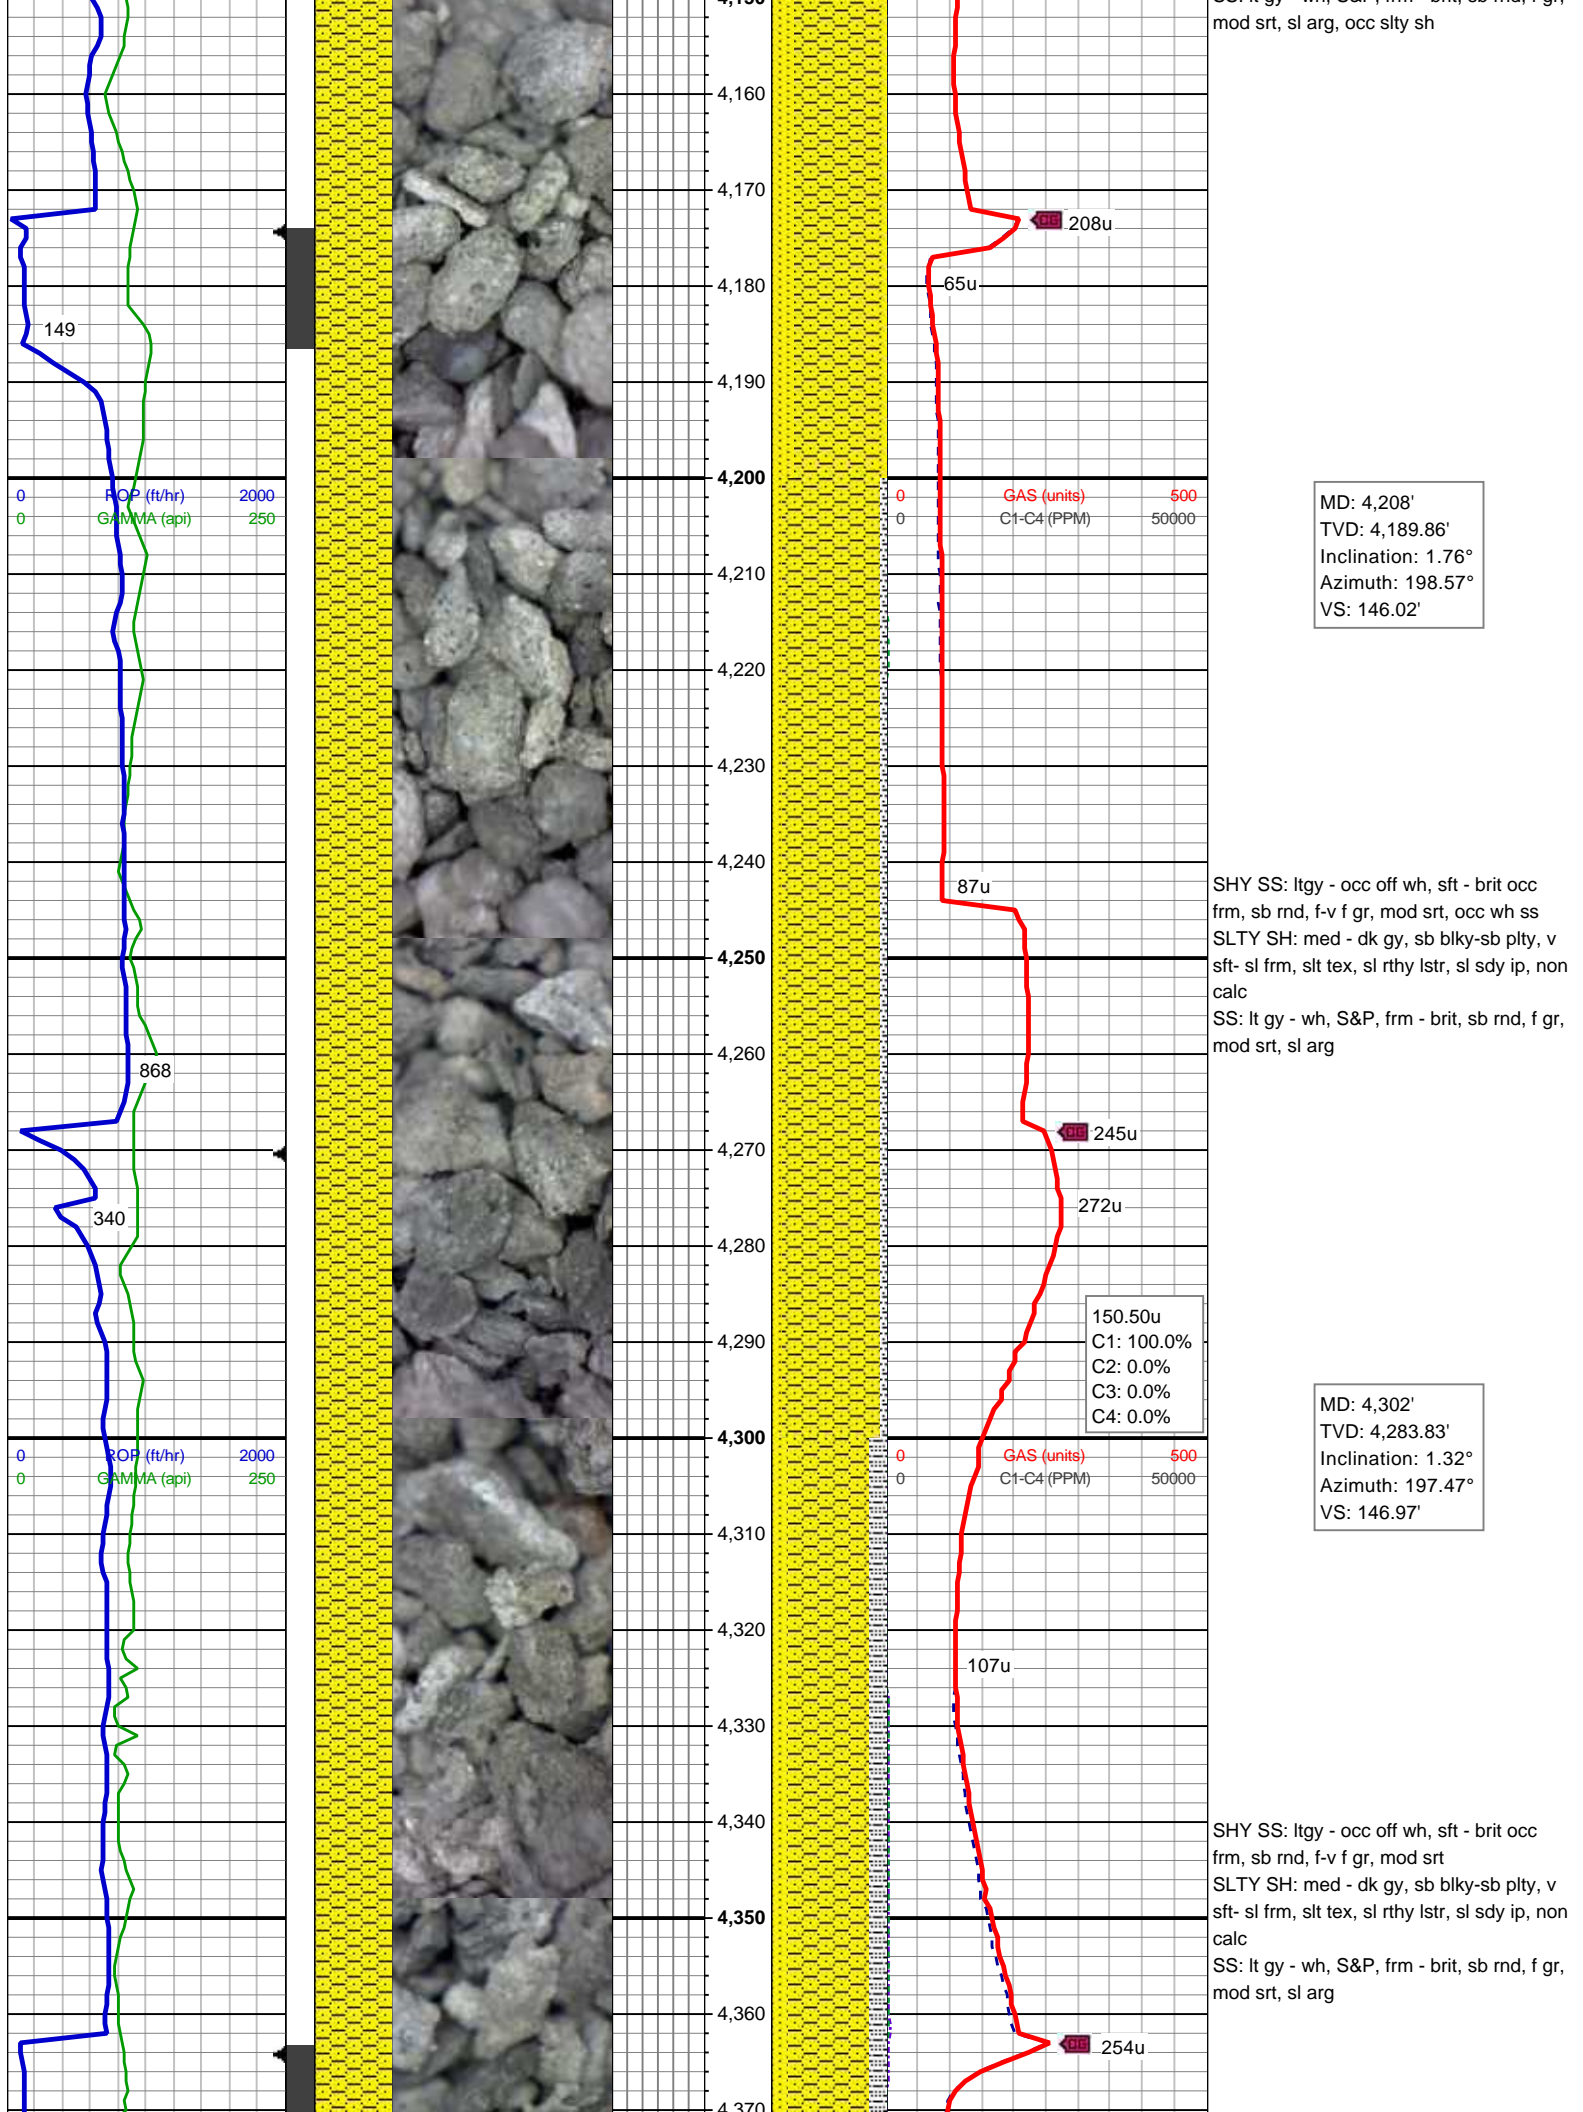 mod srt, sl arg, occ slty sh
4,160
4,170
208u
4,180
65u
149
4,190
4,200
0 ROP (ft/hr) 2000
0 GAMMA (api) 250
0 GAS (units) 500
0 C1-C4 (PPM) 50000
MD: 4,208'
TVD: 4,189.86'
Inclination: 1.76°
Azimuth: 198.57°
VS: 146.02'
4,210
4,220
4,230
4,240
87u
SHY SS: ltgy - occ off wh, sft - brit occ
frm, sb rnd, f-v f gr, mod srt, occ wh ss
SLTY SH: med - dk gy, sb blky-sb plty, v
sft- sl frm, slt tex, sl rthy lstr, sl sdy ip, non
calc
SS: lt gy - wh, S&P, frm - brit, sb rnd, f gr,
mod srt, sl arg
4,250
4,260
868
CG 245u
4,270
272u
340
4,280
4,290
150.50u
C1: 100.0%
C2: 0.0%
C3: 0.0%
C4: 0.0%
4,300
0 ROP (ft/hr) 2000
0 GAMMA (api) 250
0 GAS (units) 500
0 C1-C4 (PPM) 50000
MD: 4,302'
TVD: 4,283.83'
Inclination: 1.32°
Azimuth: 197.47°
VS: 146.97'
4,310
4,320
107u
4,330
4,340
SHY SS: ltgy - occ off wh, sft - brit occ
frm, sb rnd, f-v f gr, mod srt
SLTY SH: med - dk gy, sb blky-sb plty, v
sft- sl frm, slt tex, sl rthy lstr, sl sdy ip, non
calc
SS: lt gy - wh, S&P, frm - brit, sb rnd, f gr,
mod srt, sl arg
4,350
4,360
CG 254u
4,370